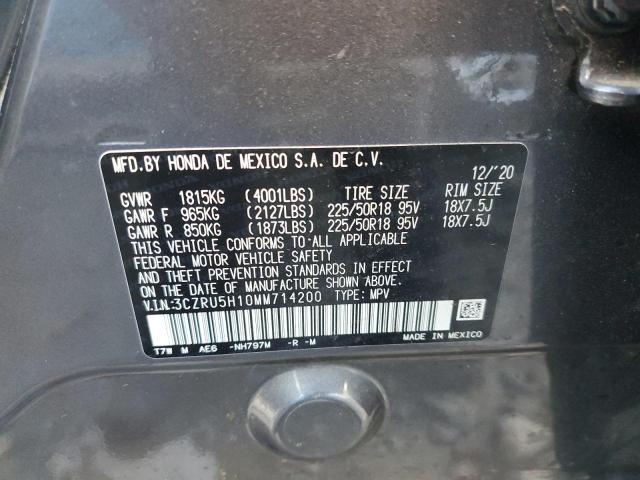 MFD.BY HONDA DE MEXICO S.A. DE C.V.
12/'20
GVWR 1815KG (4001LBS) TIRE SIZE RIM SIZE
GAWR F 965KG (2127LBS) 225/50R18 95V 18X7.5J
GAWR R 850KG (1873LBS) 225/50R18 95V 18X7.5J
THIS VEHICLE CONFORMS TO ALL APPLICABLE
FEDERAL MOTOR VEHICLE SAFETY
AND THEFT PREVENTION STANDARDS IN EFFECT
ON THE DATE OF MANUFACTURE SHOWN ABOVE.
V.I.N:3CZRU5H10MM714200 TYPE: MPV
T7W M AE6 -NH797M -R -M MADE IN MEXICO